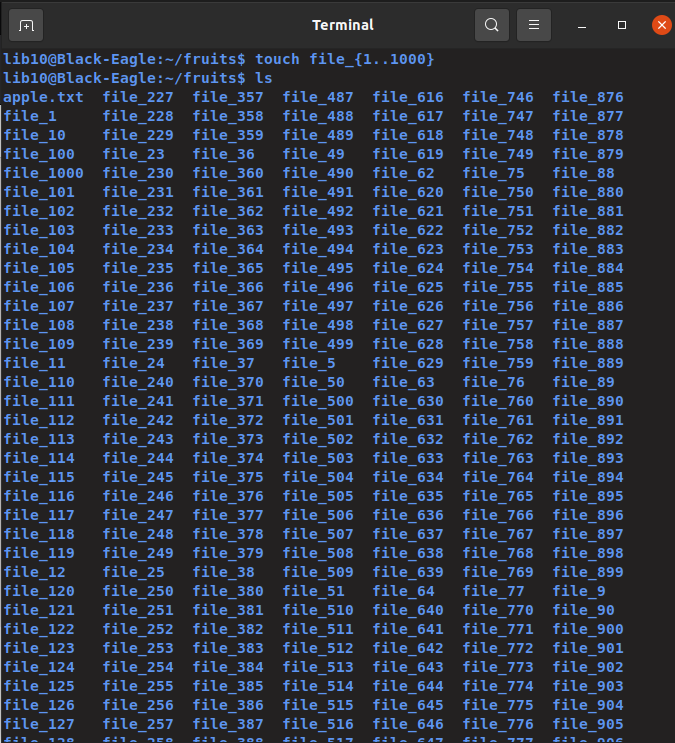 Terminal
lib10@Black-Eagle:~/fruits$ touch file_{1..1000}
lib10@Black-Eagle:~/fruits$ ls
apple.txt file_227 file_357 file_487 file_616 file_746 file_876
file_1 file_228 file_358 file_488 file_617 file_747 file_877
file_10 file_229 file_359 file_489 file_618 file_748 file_878
file_100 file_23 file_36 file_49 file_619 file_749 file_879
file_1000 file_230 file_360 file_490 file_62 file_75 file_88
file_101 file_231 file_361 file_491 file_620 file_750 file_880
file_102 file_232 file_362 file_492 file_621 file_751 file_881
file_103 file_233 file_363 file_493 file_622 file_752 file_882
file_104 file_234 file_364 file_494 file_623 file_753 file_883
file_105 file_235 file_365 file_495 file_624 file_754 file_884
file_106 file_236 file_366 file_496 file_625 file_755 file_885
file_107 file_237 file_367 file_497 file_626 file_756 file_886
file_108 file_238 file_368 file_498 file_627 file_757 file_887
file_109 file_239 file_369 file_499 file_628 file_758 file_888
file_11 file_24 file_37 file_5 file_629 file_759 file_889
file_110 file_240 file_370 file_50 file_63 file_76 file_89
file_111 file_241 file_371 file_500 file_630 file_760 file_890
file_112 file_242 file_372 file_501 file_631 file_761 file_891
file_113 file_243 file_373 file_502 file_632 file_762 file_892
file_114 file_244 file_374 file_503 file_633 file_763 file_893
file_115 file_245 file_375 file_504 file_634 file_764 file_894
file_116 file_246 file_376 file_505 file_635 file_765 file_895
file_117 file_247 file_377 file_506 file_636 file_766 file_896
file_118 file_248 file_378 file_507 file_637 file_767 file_897
file_119 file_249 file_379 file_508 file_638 file_768 file_898
file_12 file_25 file_38 file_509 file_639 file_769 file_899
file_120 file_250 file_380 file_51 file_64 file_77 file_9
file_121 file_251 file_381 file_510 file_640 file_770 file_90
file_122 file_252 file_382 file_511 file_641 file_771 file_900
file_123 file_253 file_383 file_512 file_642 file_772 file_901
file_124 file_254 file_384 file_513 file_643 file_773 file_902
file_125 file_255 file_385 file_514 file_644 file_774 file_903
file_126 file_256 file_386 file_515 file_645 file_775 file_904
file_127 file_257 file_387 file_516 file_646 file_776 file_905